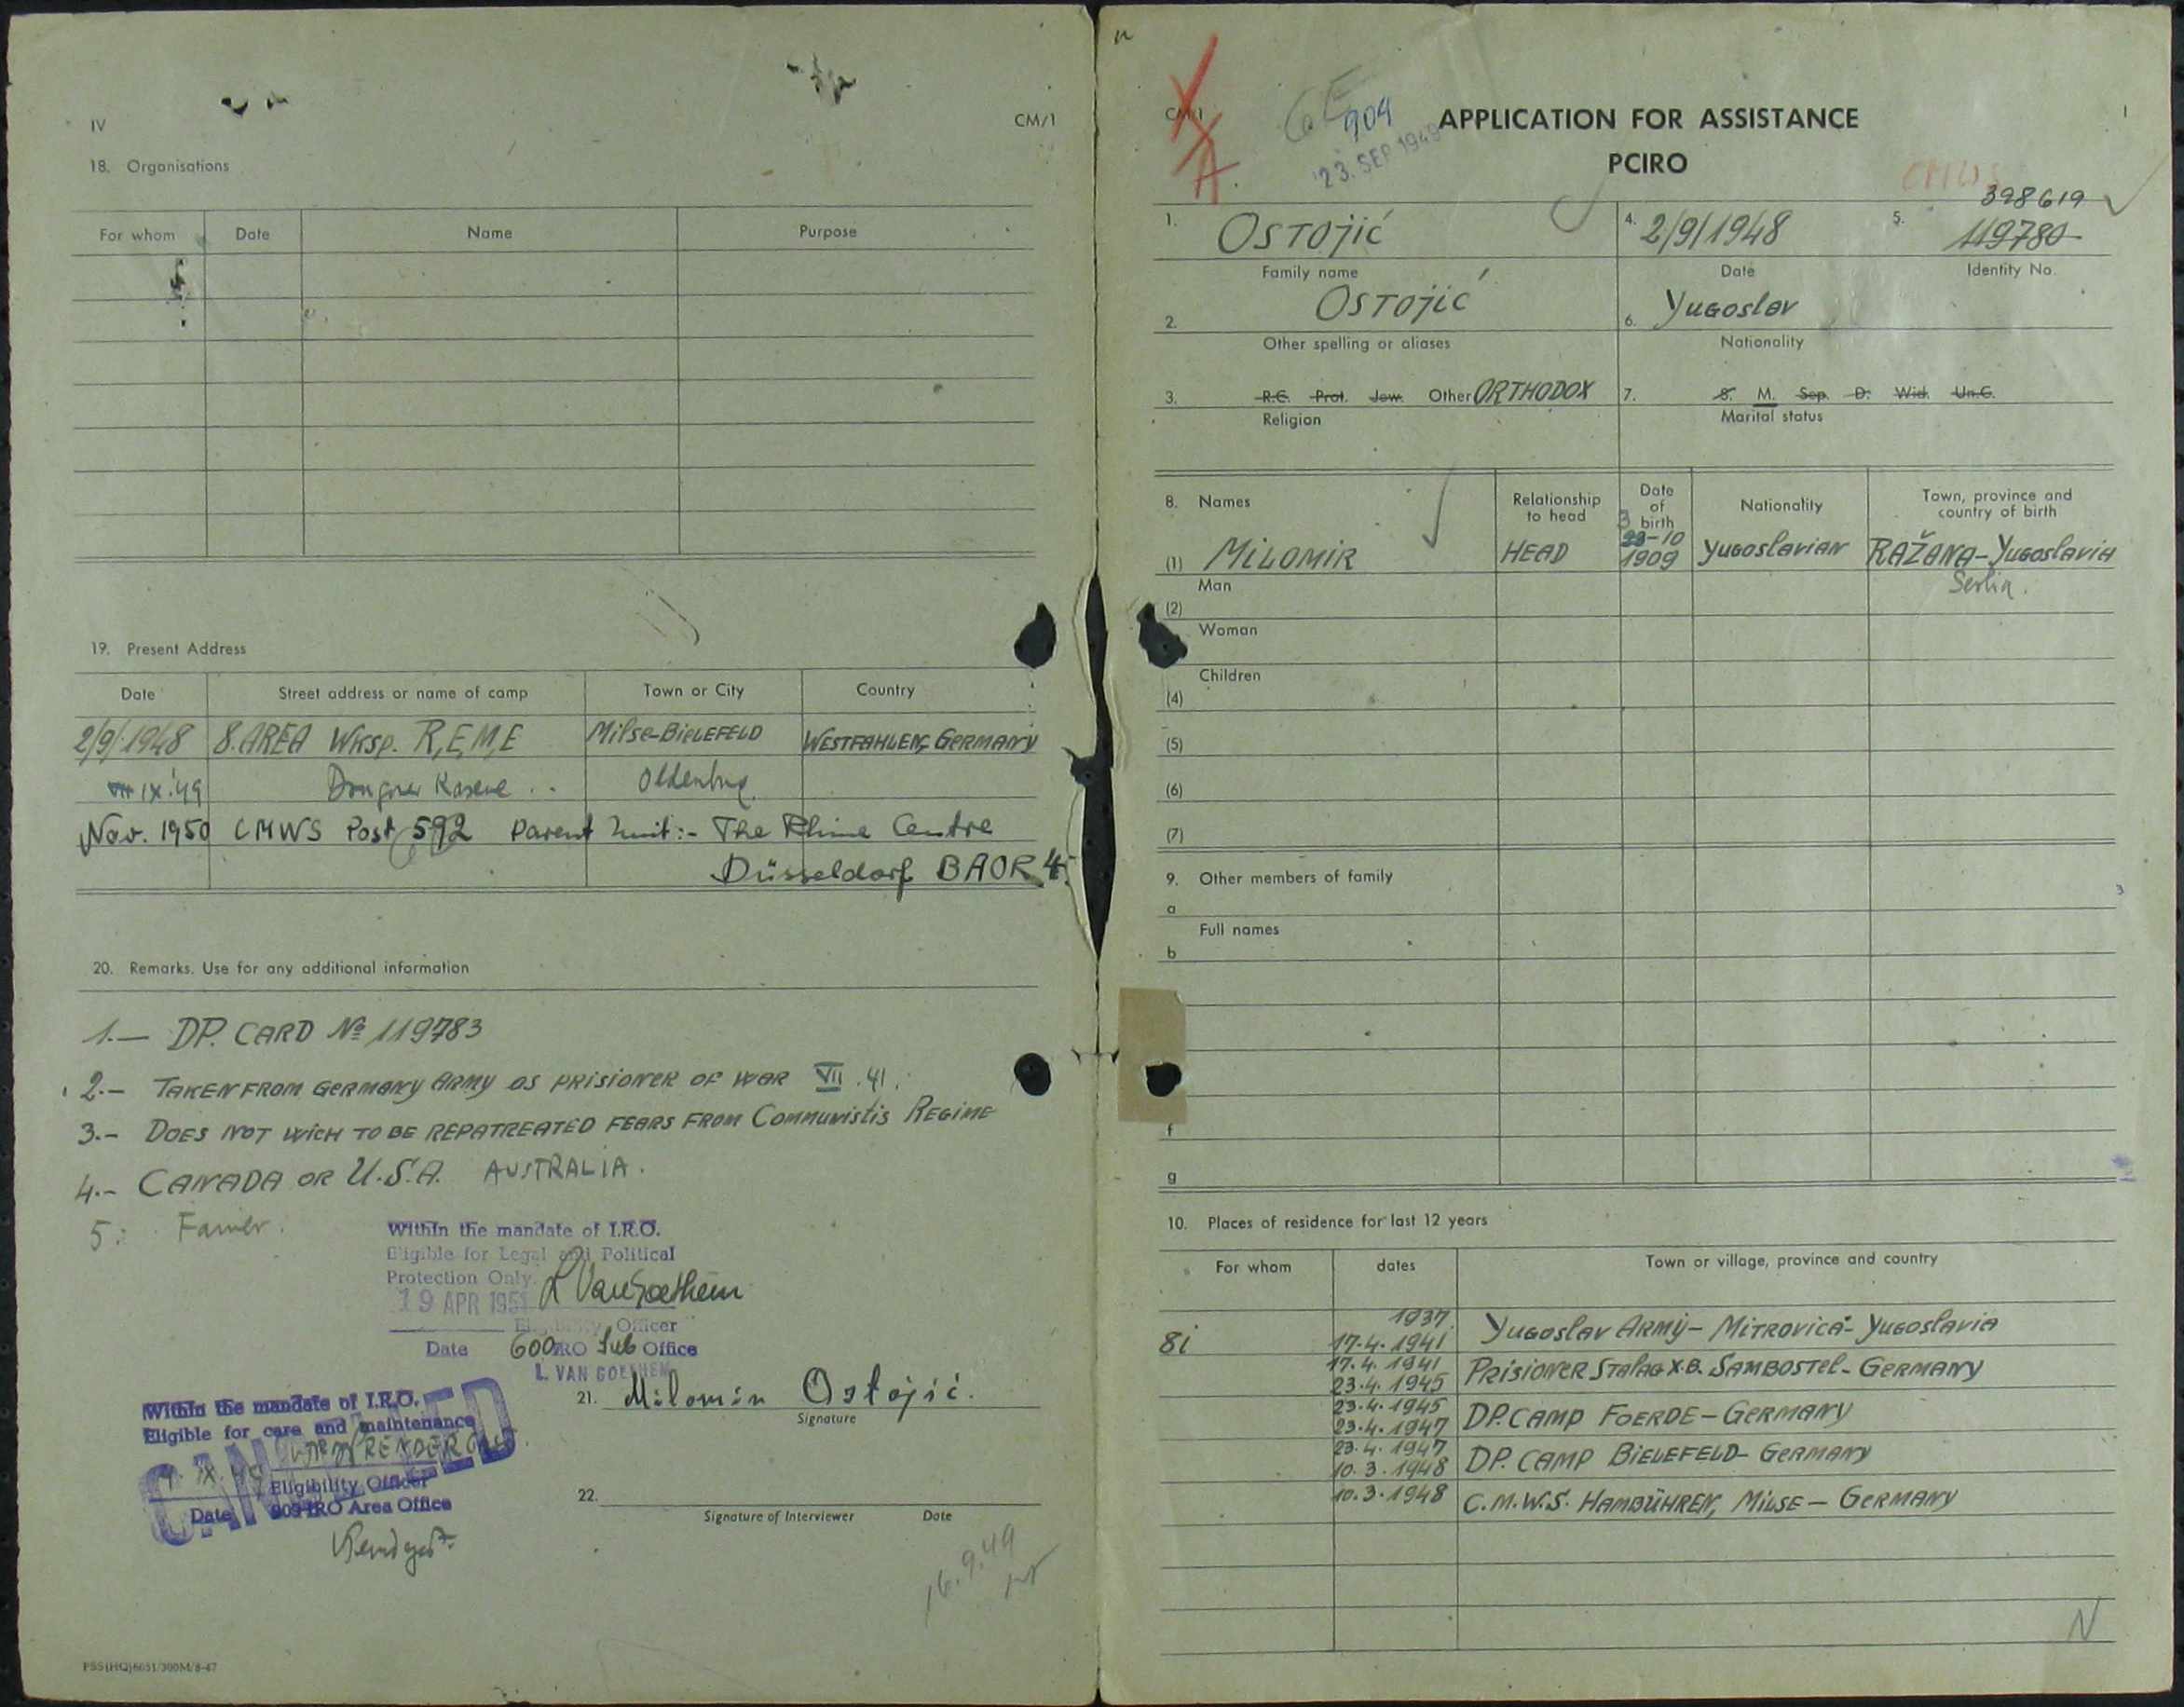 IV
CM/1
18. Organisations
For whom Date Name Purpose
19. Present Address
Date Street address or name of camp Town or City Country
2/9/1948 8. AREA Wksp. R,E,M,E Milse-BIELEFELD WESTFAHLEN, GERMANY
IX.'49 Oldenburg
Nov. 1950 CMWS Post 592 Parent Unit:- The Rhine Centre
Düsseldorf BAOR 4.
20. Remarks. Use for any additional information
1.— DP. CARD № 119783
2.- TAKEN FROM GERMANY ARMY AS PRISIONER OF WAR VII.41.
3.- DOES NOT WICH TO BE REPATREATED FEARS FROM COMMUNISTIS REGIME
4.- CANADA OR U.S.A. AUSTRALIA.
5: Farmer.
Within the mandate of I.R.O.
Eligible for Legal and Political
Protection Only.
19 APR 1951 L VanGoethem
Eligibility Officer
Date 600 IRO Sub Office
L. VAN GOETHEM
21. Milomir Ostojić.
Signature
Within the mandate of I.R.O.
Eligible for care and maintenance
CANCELLED
Eligibility Officer
Date 909 IRO Area Office
22.
Signature of Interviewer Date
16.9.49
PSS(HQ)6051/300M/8-47
CM/1
904
23. SEP 1949
APPLICATION FOR ASSISTANCE
PCIRO
I
CMWS
398619
1. OSTOJIĆ 4. 2/9/1948 5. 119780
Family name Date Identity No.
2. OSTOJIĆ 6. Yugoslav
Other spelling or aliases Nationality
3. R.C. Prot. Jew. Other ORTHODOX 7. S. M. Sep. D. Wid. Un.C.
Religion Marital status
8. Names Relationship to head Date of birth Nationality Town, province and country of birth
(1) MILOMIR HEAD 23-10 1909 Yugoslavian RAŽANA-Yugoslavia
Man Serbia.
(2)
Woman
Children
(4)
(5)
(6)
(7)
9. Other members of family
a
Full names
b
f
g
10. Places of residence for last 12 years
For whom dates Town or village, province and country
8i 1937. 17.4.1941 Yugoslav ARMY - MITROVICA - Yugoslavia
17.4.1941 23.4.1945 PRISIONER STALAG X.B. SAMBOSTEL - GERMANY
23.4.1945 23.4.1947 DP. CAMP FOERDE - GERMANY
23.4.1947 10.3.1948 DP. CAMP BIELEFELD - GERMANY
10.3.1948 C.M.W.S. HAMBÜHREN, MILSE - GERMANY
N